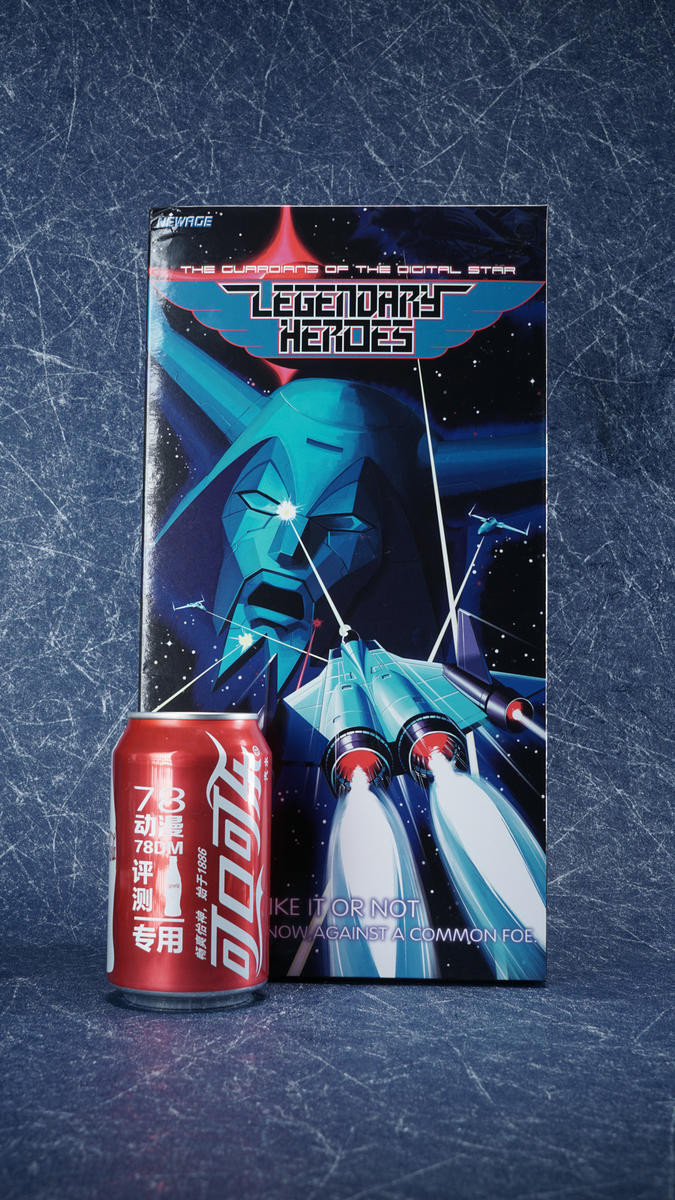 NEWAGE
THE GUARDIANS OF THE DIGITAL STAR
LEGENDARY
HEROES
IKE IT OR NOT
NOW AGAINST A COMMON FOE.
78
动漫
78DM
评
测
专用
畅爽怡神，始于1886
可口可乐®
汽水